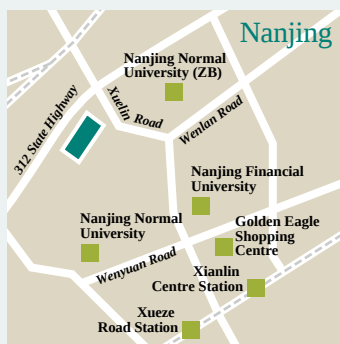 Nanjing
Nanjing Normal
University (ZB)
312 State Highway
Xuelin Road
Wenlan Road
Nanjing Financial
University
Nanjing Normal
University
Golden Eagle
Shopping
Centre
Wenyuan Road
Xianlin
Centre Station
Xueze
Road Station